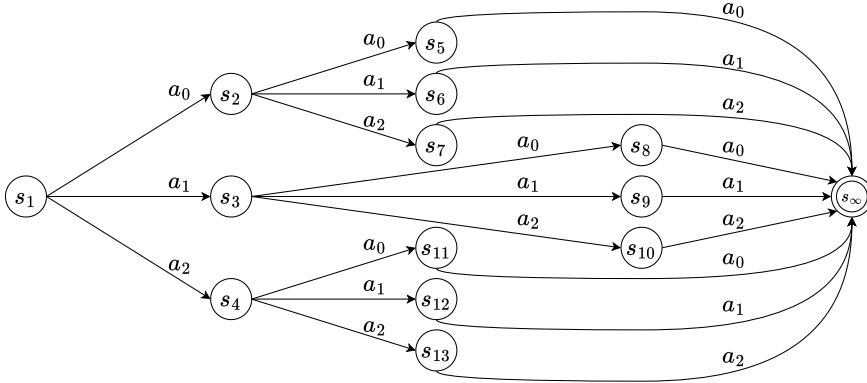 a₀
s₅
a₀
a₀
s₂
a₁
s₆
a₁
a₂
s₇
a₂
a₀
s₈
a₀
s₁
a₁
s₃
a₁
s₉
a₁
s∞
a₂
s₁₀
a₂
a₂
a₀
s₁₁
a₀
s₄
a₁
s₁₂
a₁
a₂
s₁₃
a₂